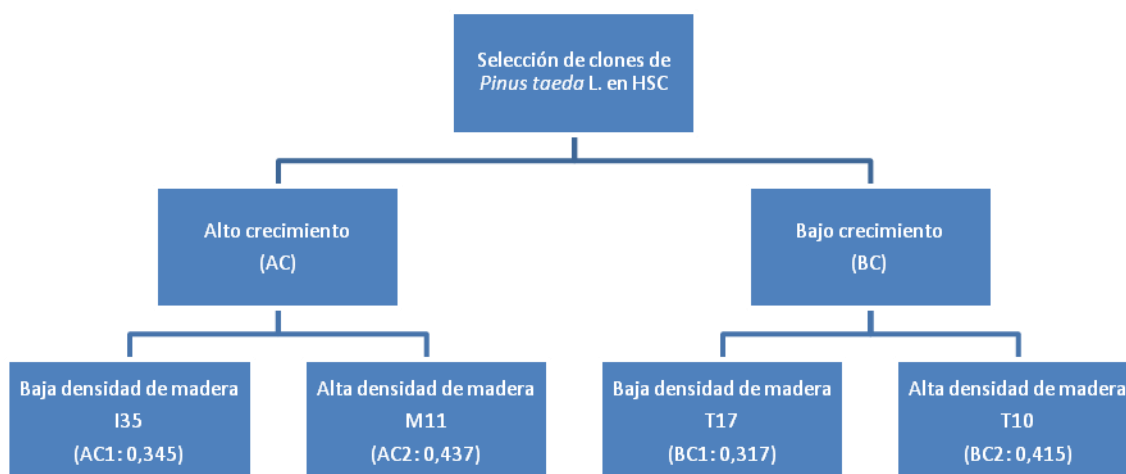 Selección de clones de
Pinus taeda L. en HSC
Alto crecimiento
(AC)
Bajo crecimiento
(BC)
Baja densidad de madera
I35
(AC1: 0,345)
Alta densidad de madera
M11
(AC2: 0,437)
Baja densidad de madera
T17
(BC1: 0,317)
Alta densidad de madera
T10
(BC2: 0,415)